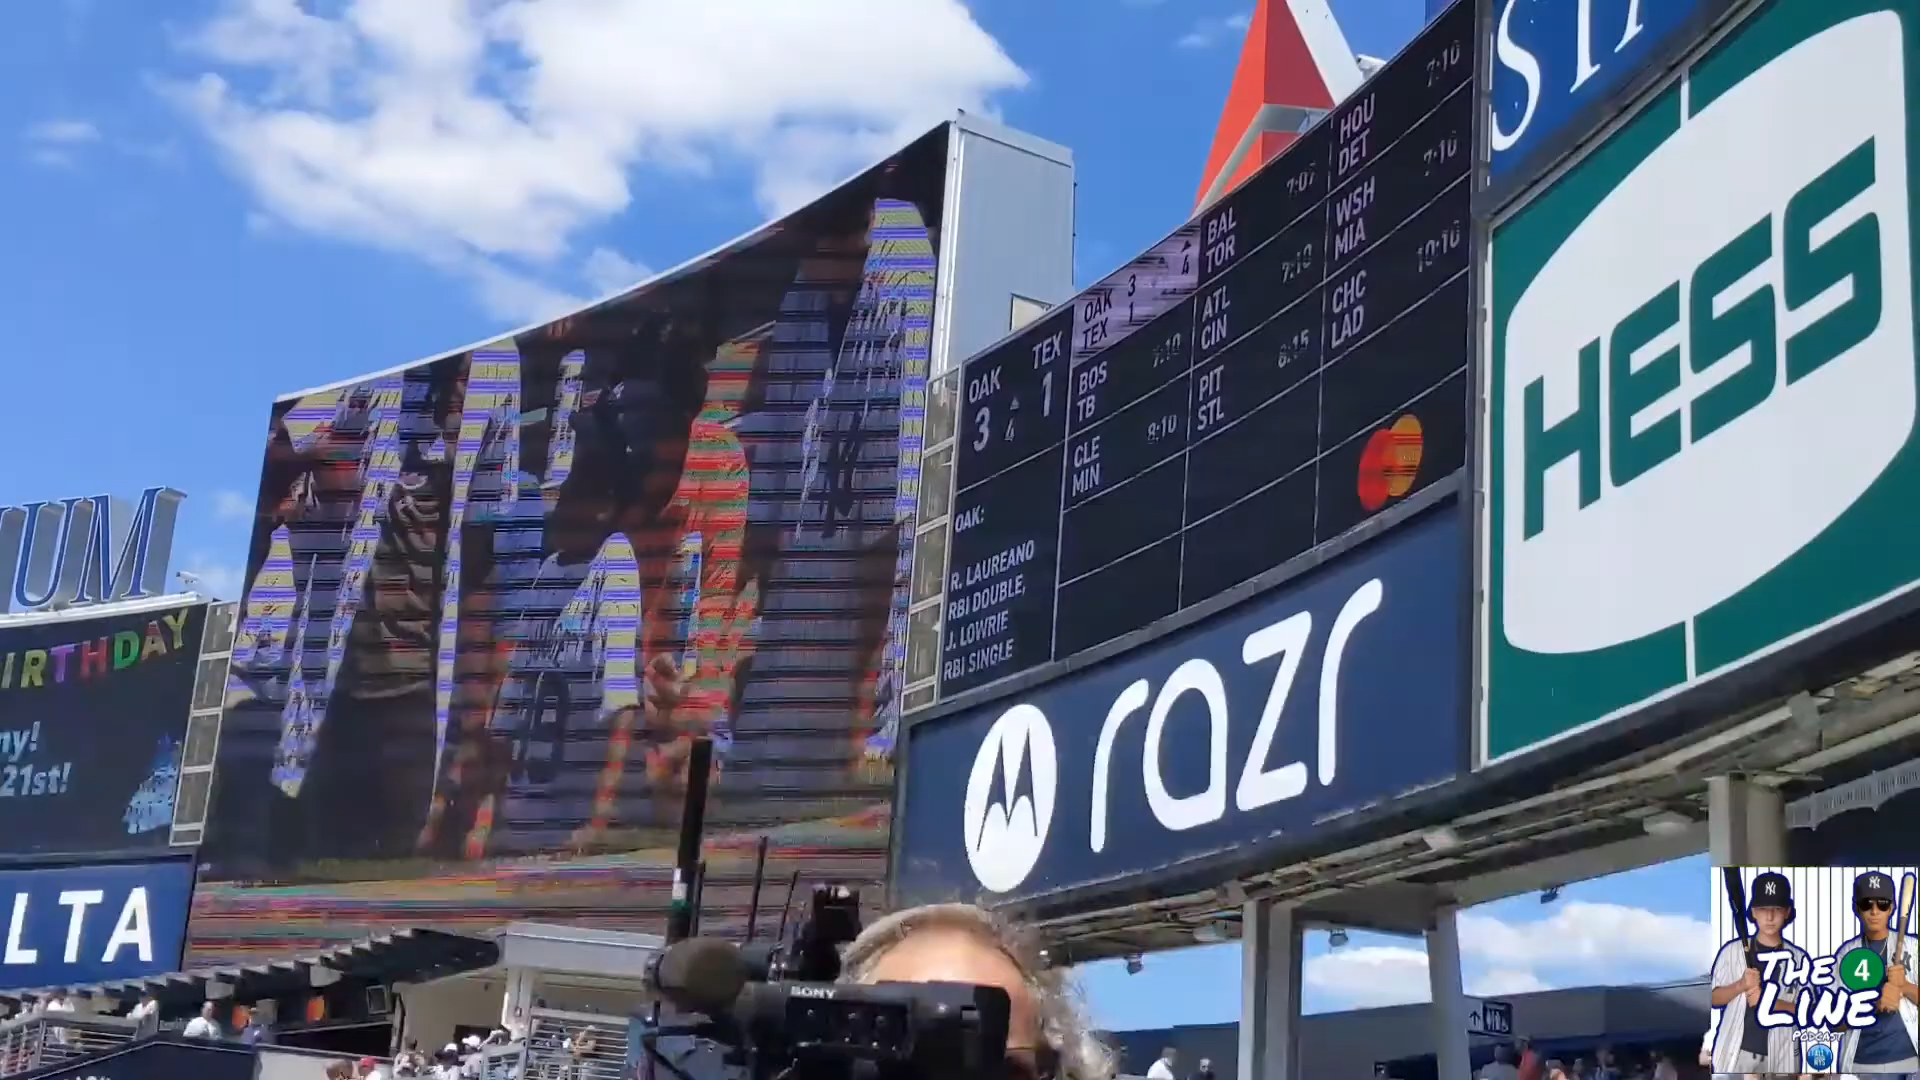 IUM
IRTHDAY
ny!
21st!
LTA
OAK TEX
3 4 1
OAK:
R. LAUREANO
RBI DOUBLE,
J. LOWRIE
RBI SINGLE
OAK 3 4
TEX 1
BOS 7:10
TB
CLE 8:10
MIN
BAL 7:07
TOR
ATL 7:10
CIN
PIT 8:15
STL
HOU 7:10
DET
WSH 7:10
MIA
CHC 10:10
LAD
STA
HESS
razr
SONY
THE 4
LINE
PODCAST